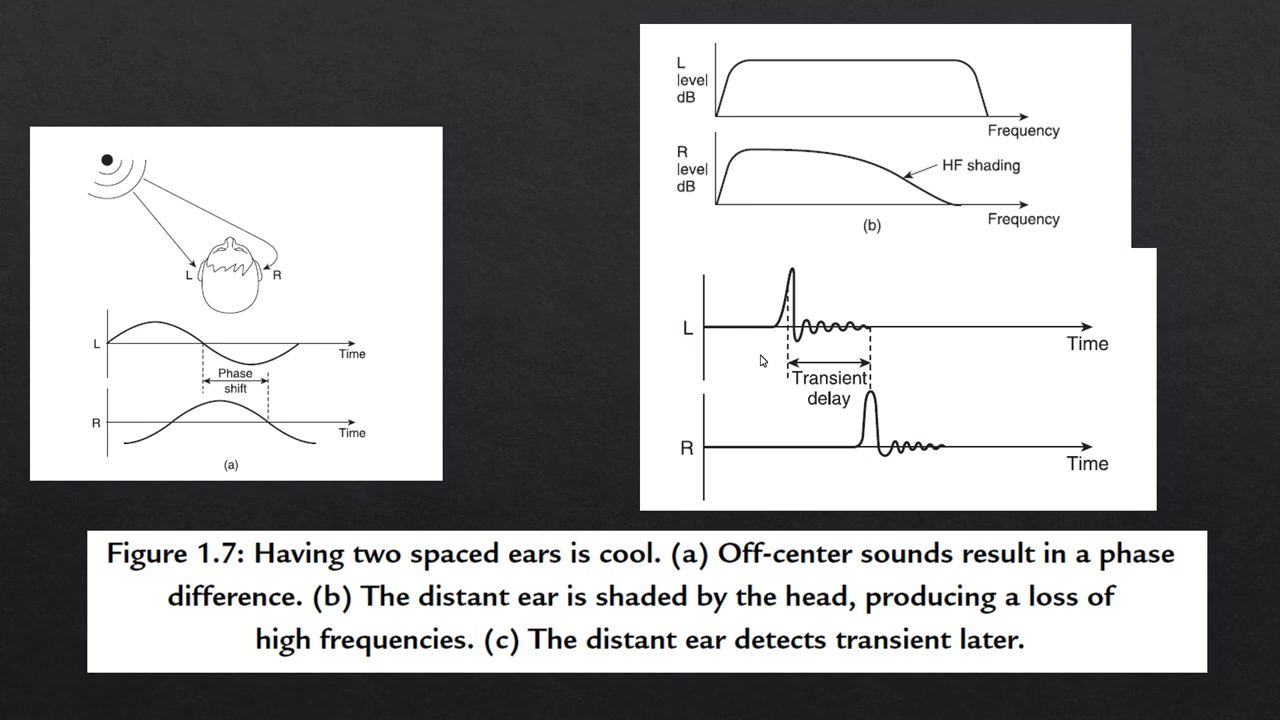 L
R
L
Time
Phase
shift
R
Time
(a)
L
level
dB
Frequency
R
level
dB
HF shading
Frequency
(b)
L
Time
Transient
delay
R
Time
Figure 1.7: Having two spaced ears is cool. (a) Off-center sounds result in a phase
difference. (b) The distant ear is shaded by the head, producing a loss of
high frequencies. (c) The distant ear detects transient later.